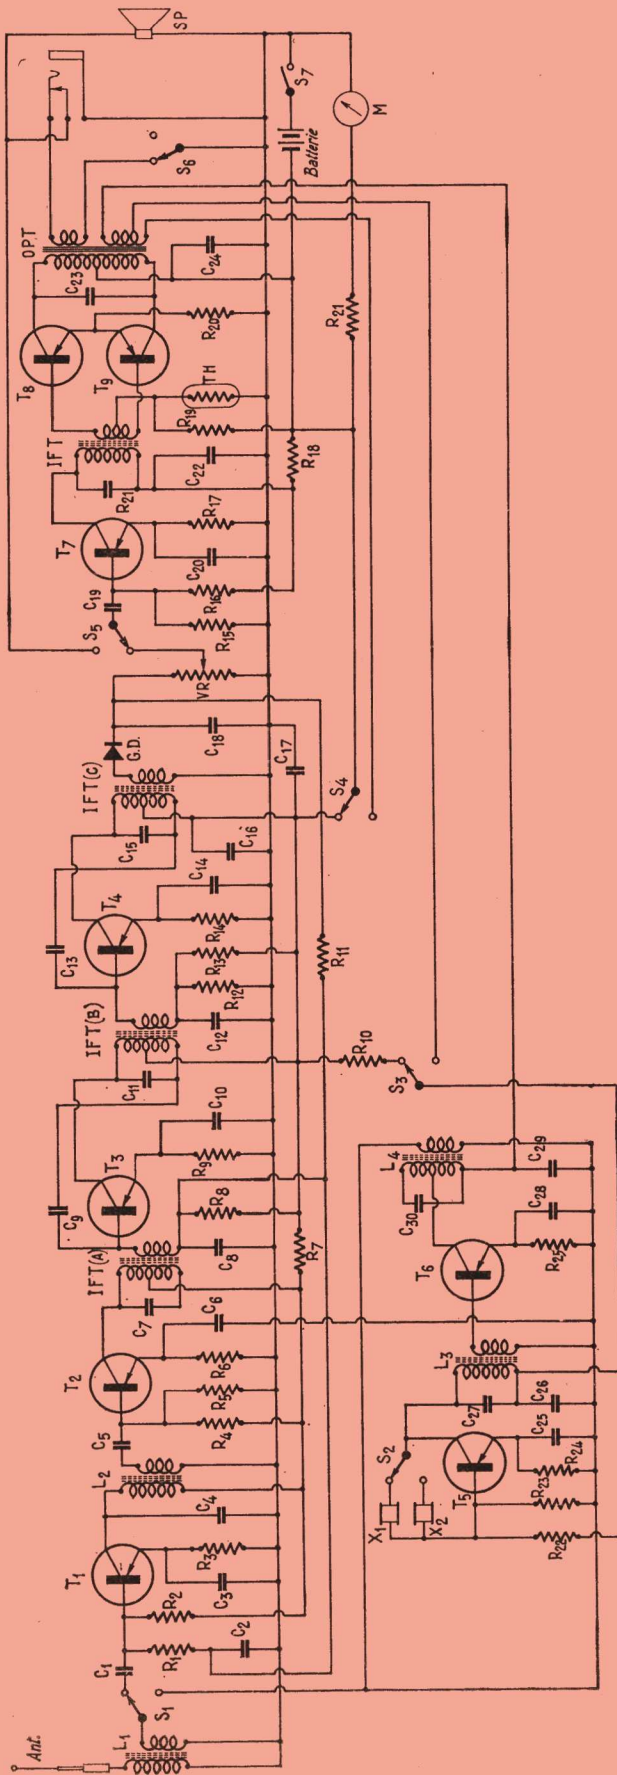 Ant.
L1
S1
C1
R1
R2
C2
T1
C3
R3
C4
L2
C5
T2
R4
R5
R6
C6
C7
IFT(A)
C9
T3
C8
R8
R9
C10
R7
C11
IFT(B)
C13
T4
C12
R12
R13
R14
C14
C15
C16
IFT(C)
G.D.
C18
C17
VR
R11
R10
S3
S4
S5
C19
T7
R15
R16
C20
R17
R21
IFT
C22
R19
TH
R18
T8
T9
R20
C23
OPT
C24
S6
Batterie
S7
M
R21
SP
X1
X2
S2
T5
R22
R23
R24
C25
C26
C27
L3
T6
R25
C28
C29
C30
L4